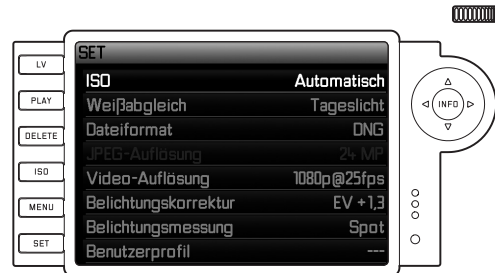 SET
LV
PLAY
DELETE
ISO
MENU
SET
ISO Automatisch
Weiβabgleich Tageslicht
Dateiformat DNG
JPEG-Auflösung 24 MP
Video-Auflösung 1080p@25fps
Belichtungskorrektur EV +1,3
Belichtungsmessung Spot
Benutzerprofil ---
INFO